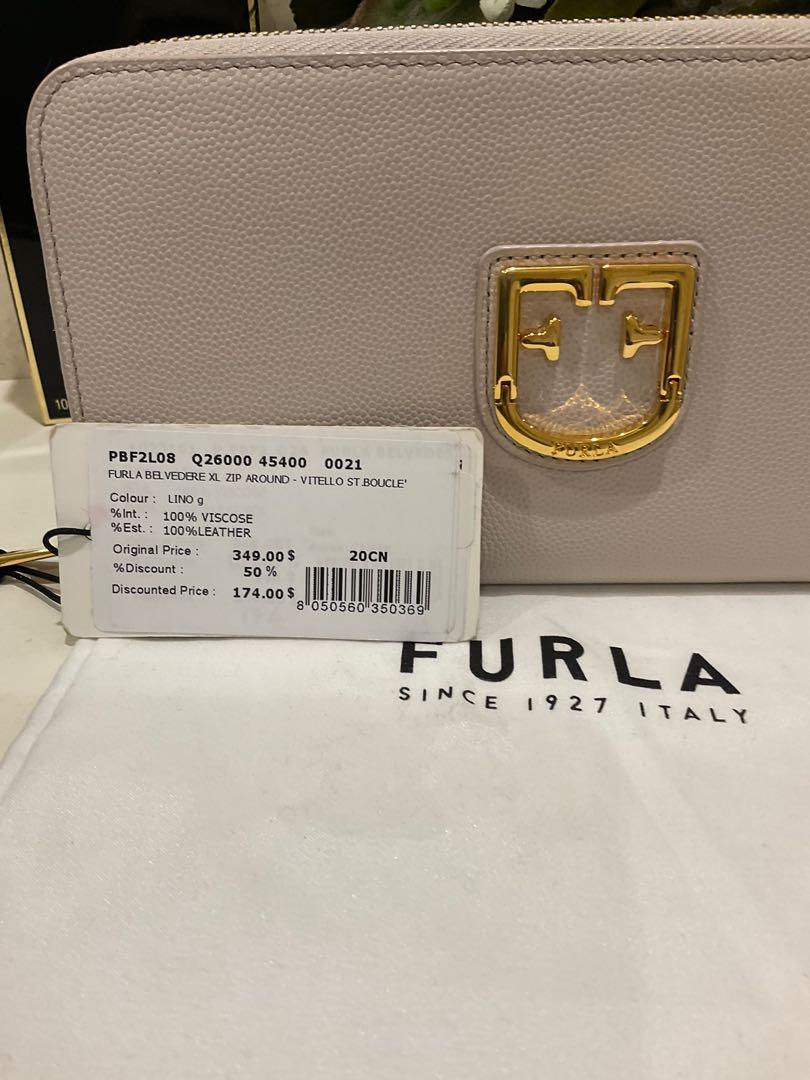 FURLA
PBF2L08 Q26000 45400 0021
FURLA BELVEDERE XL ZIP AROUND - VITELLO ST.BOUCLE'
Colour : LINO g
%Int. : 100% VISCOSE
%Est. : 100%LEATHER
Original Price : 349.00 $ 20CN
%Discount : 50 %
Discounted Price : 174.00 $
8 050560 350369
FURLA
SINCE 1927 ITALY